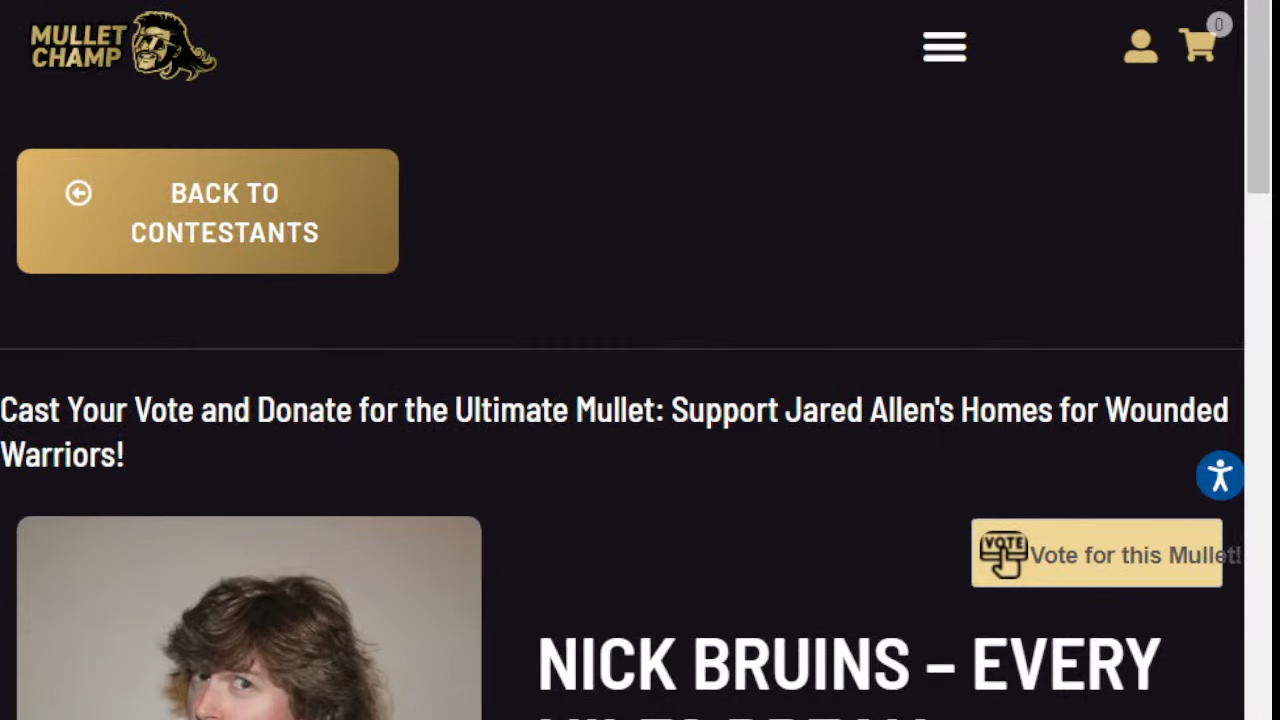 MULLET
CHAMP
0
BACK TO
CONTESTANTS
Cast Your Vote and Donate for the Ultimate Mullet: Support Jared Allen's Homes for Wounded
Warriors!
VOTE
Vote for this Mullet!
NICK BRUINS – EVERY